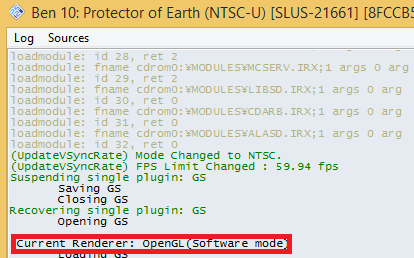 Ben 10: Protector of Earth (NTSC-U) [SLUS-21661] [8FCCB5
Log Sources
loadmodule: id 28, ret 2
loadmodule: fname cdrom0:¥MODULES¥MCSERV.IRX;1 args 0 arg
loadmodule: id 29, ret 2
loadmodule: fname cdrom0:¥MODULES¥LIBSD.IRX;1 args 0 arg
loadmodule: id 30, ret 0
loadmodule: fname cdrom0:¥MODULES¥CDARB.IRX;1 args 0 arg
loadmodule: id 31, ret 0
loadmodule: fname cdrom0:¥MODULES¥ALASD.IRX;1 args 0 arg
loadmodule: id 32, ret 0
(UpdateVSyncRate) Mode Changed to NTSC.
(UpdateVSyncRate) FPS Limit Changed : 59.94 fps
Suspending single plugin: GS
Saving GS
Closing GS
Recovering single plugin: GS
Opening GS
Current Renderer: OpenGL(Software mode)
Loading GS